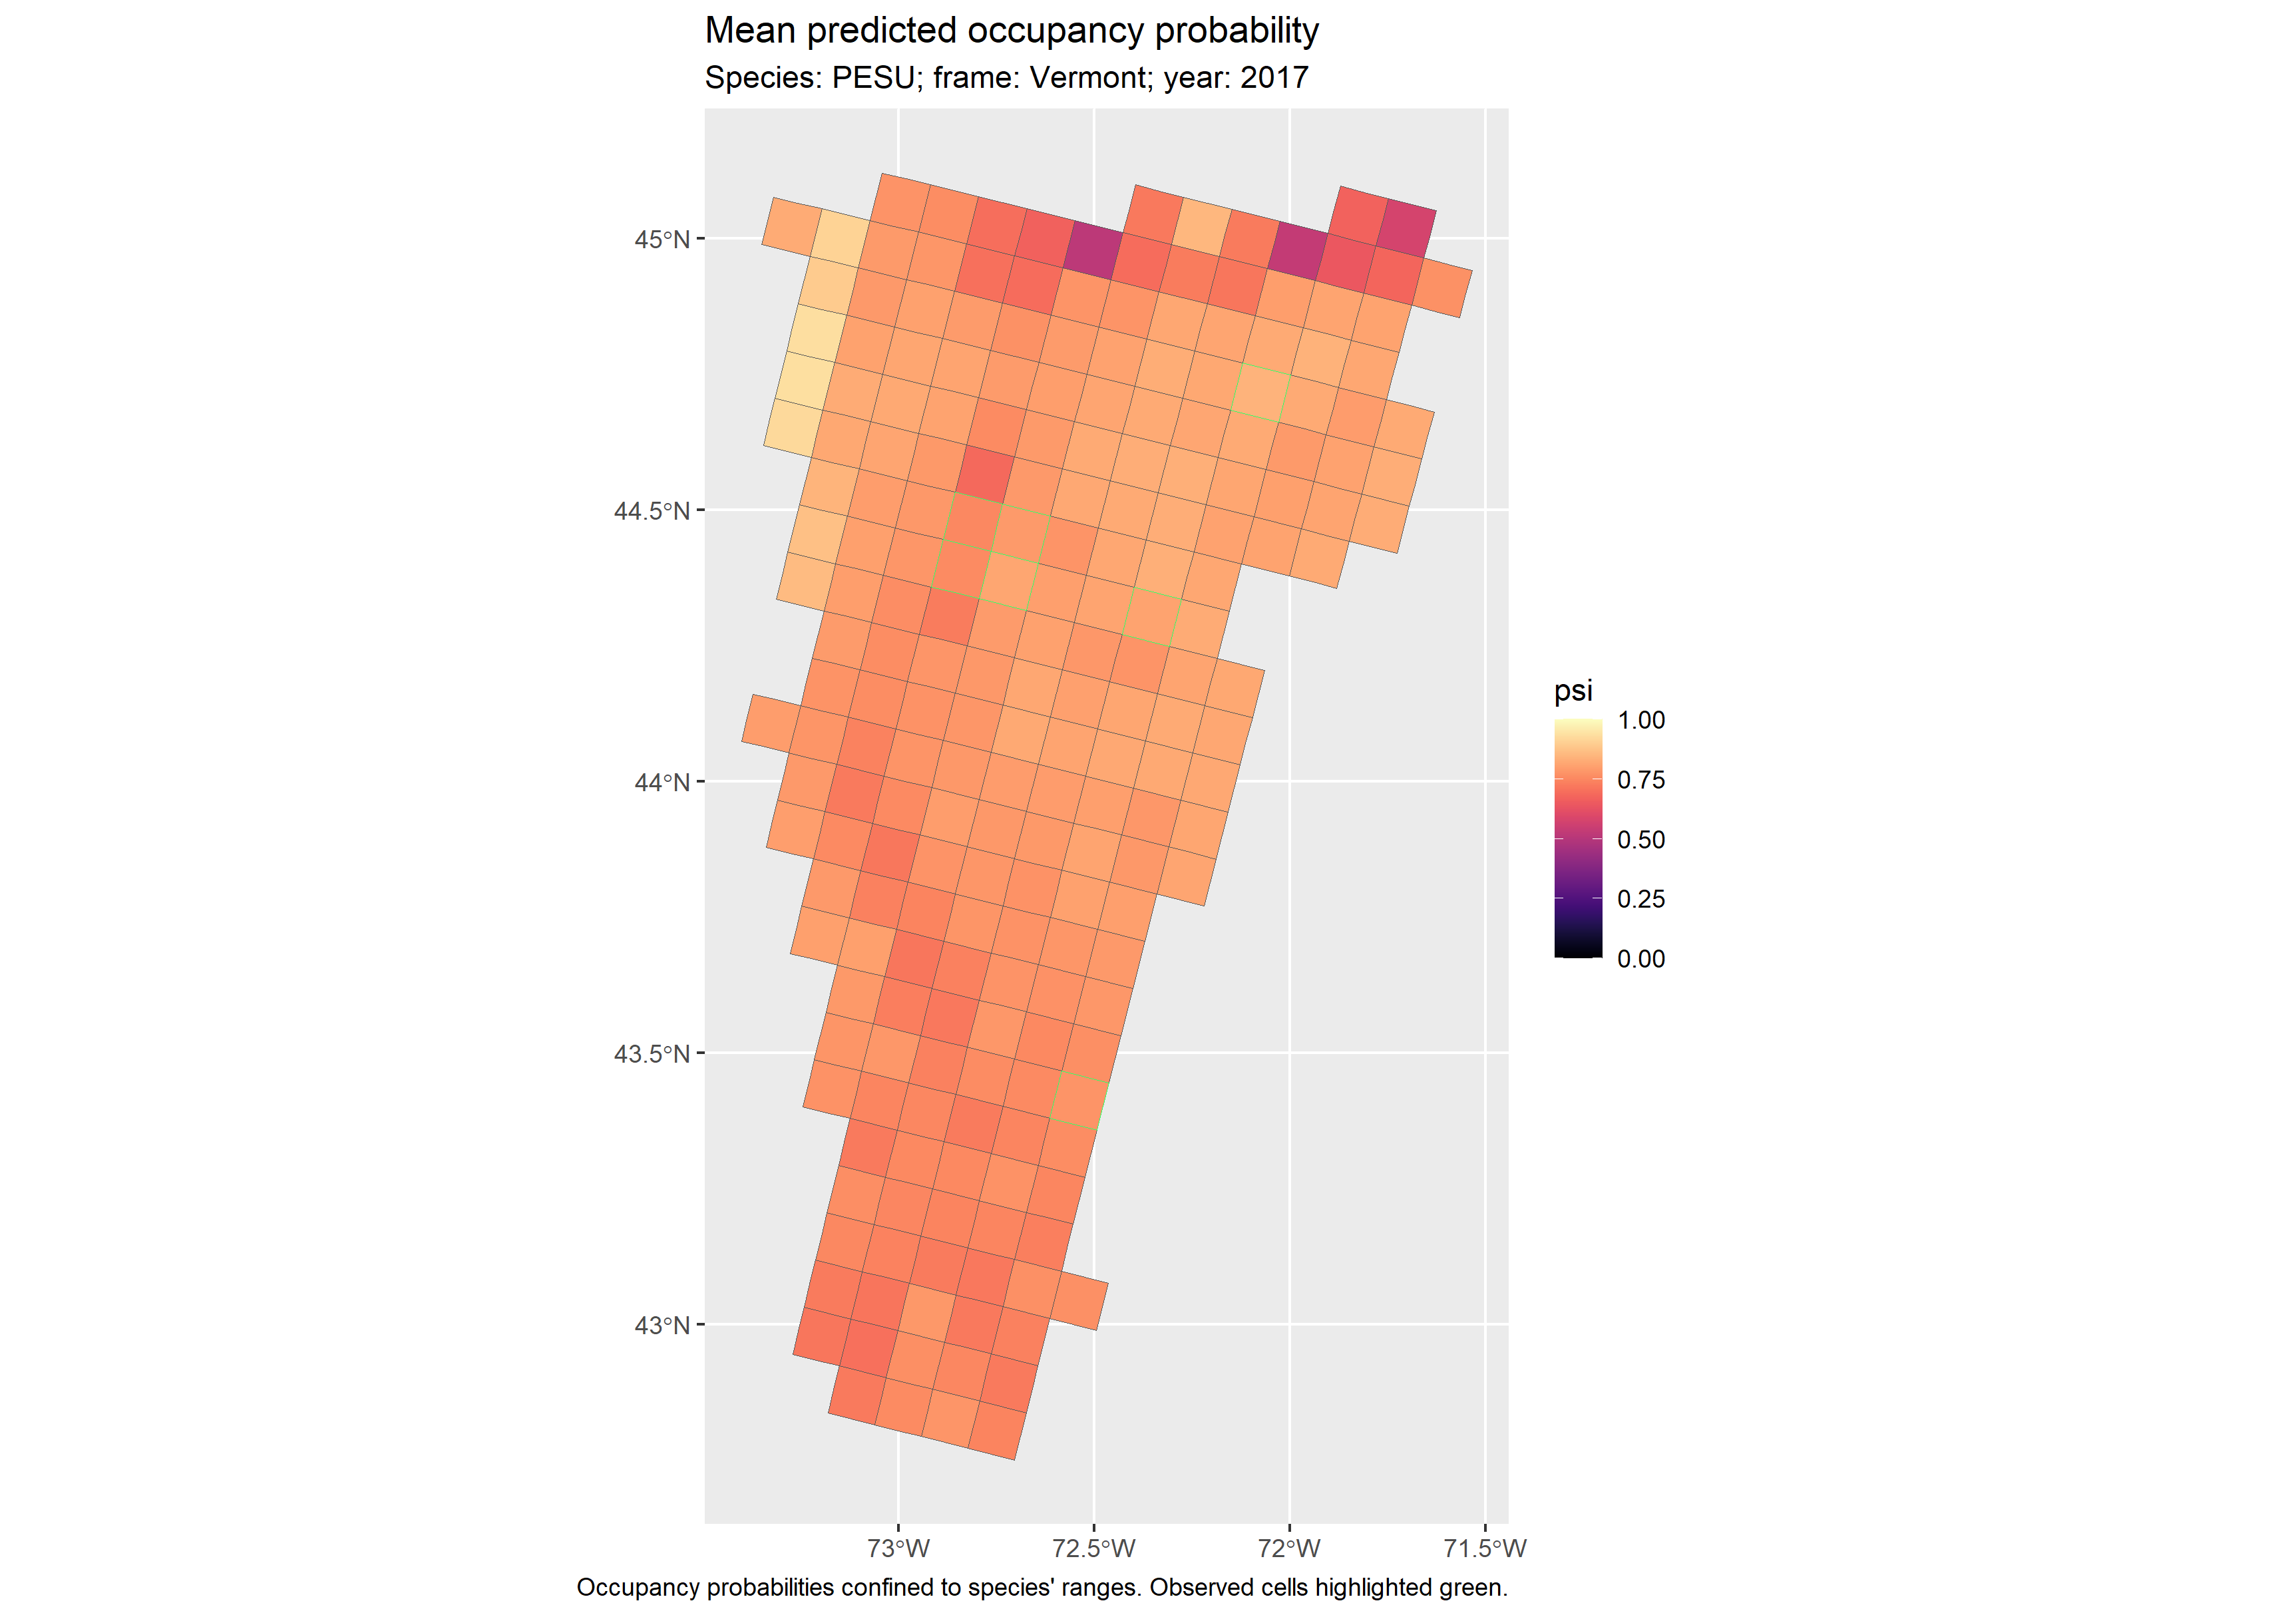 Mean predicted occupancy probability
Species: PESU; frame: Vermont; year: 2017
45°N
44.5°N
44°N
43.5°N
43°N
73°W
72.5°W
72°W
71.5°W
psi
1.00
0.75
0.50
0.25
0.00
Occupancy probabilities confined to species' ranges. Observed cells highlighted green.